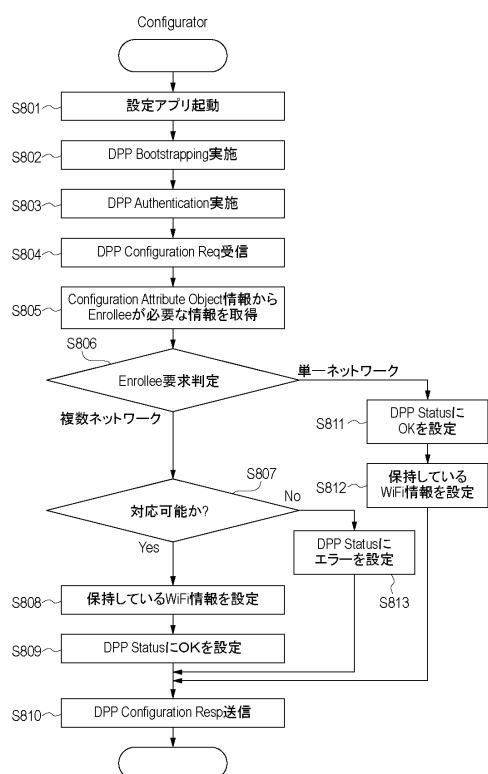 Configurator
S801
設定アプリ起動
S802
DPP Bootstrapping実施
S803
DPP Authentication実施
S804
DPP Configuration Req受信
S805
Configuration Attribute Object情報から
Enrolleeが必要な情報を取得
S806
Enrollee要求判定
単一ネットワーク
複数ネットワーク
S811
DPP Statusに
OKを設定
S812
保持している
WiFi情報を設定
S807
対応可能か?
No
Yes
DPP Statusに
エラーを設定
S813
S808
保持しているWiFi情報を設定
S809
DPP StatusにOKを設定
S810
DPP Configuration Resp送信